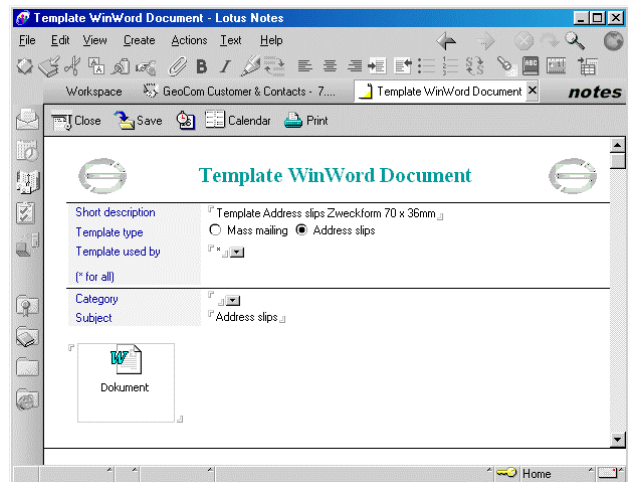 Template WinWord Document - Lotus Notes
File Edit View Create Actions Text Help
Workspace GeoCom Customer & Contacts - 7.... Template WinWord Document notes
Close Save Calendar Print
Template WinWord Document
Short description Template Address slips Zweckform 70 x 36mm
Template type Mass mailing Address slips
Template used by *
(* for all)
Category
Subject Address slips
W
Dokument
Home